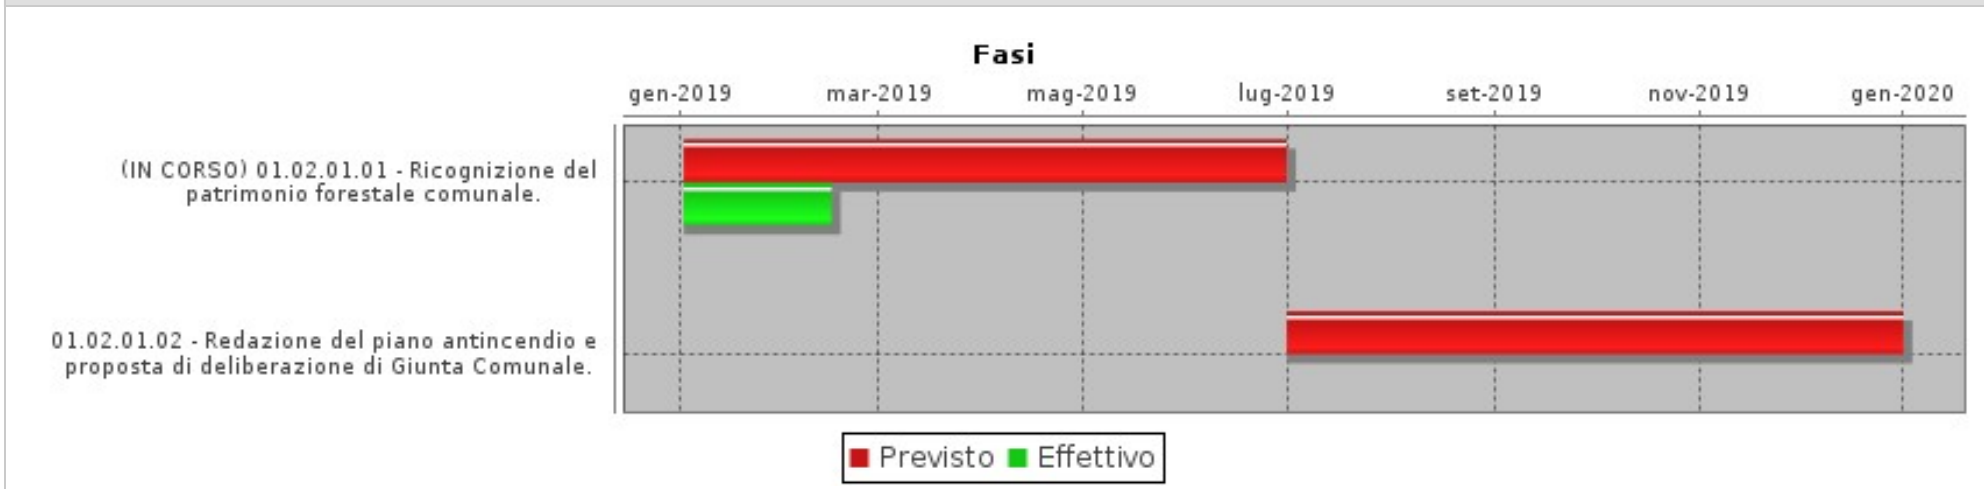 Fasi
gen-2019 mar-2019 mag-2019 lug-2019 set-2019 nov-2019 gen-2020
(IN CORSO) 01.02.01.01 - Ricognizione del
patrimonio forestale comunale.
01.02.01.02 - Redazione del piano antincendio e
proposta di deliberazione di Giunta Comunale.
Previsto Effettivo